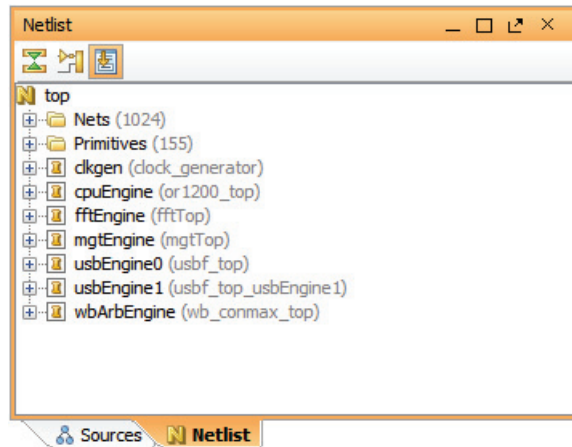 Netlist
top
Nets (1024)
Primitives (155)
clkgen (clock_generator)
cpuEngine (or1200_top)
fftEngine (fftTop)
mgtEngine (mgtTop)
usbEngine0 (usbf_top)
usbEngine1 (usbf_top_usbEngine1)
wbArbEngine (wb_conmax_top)
Sources Netlist